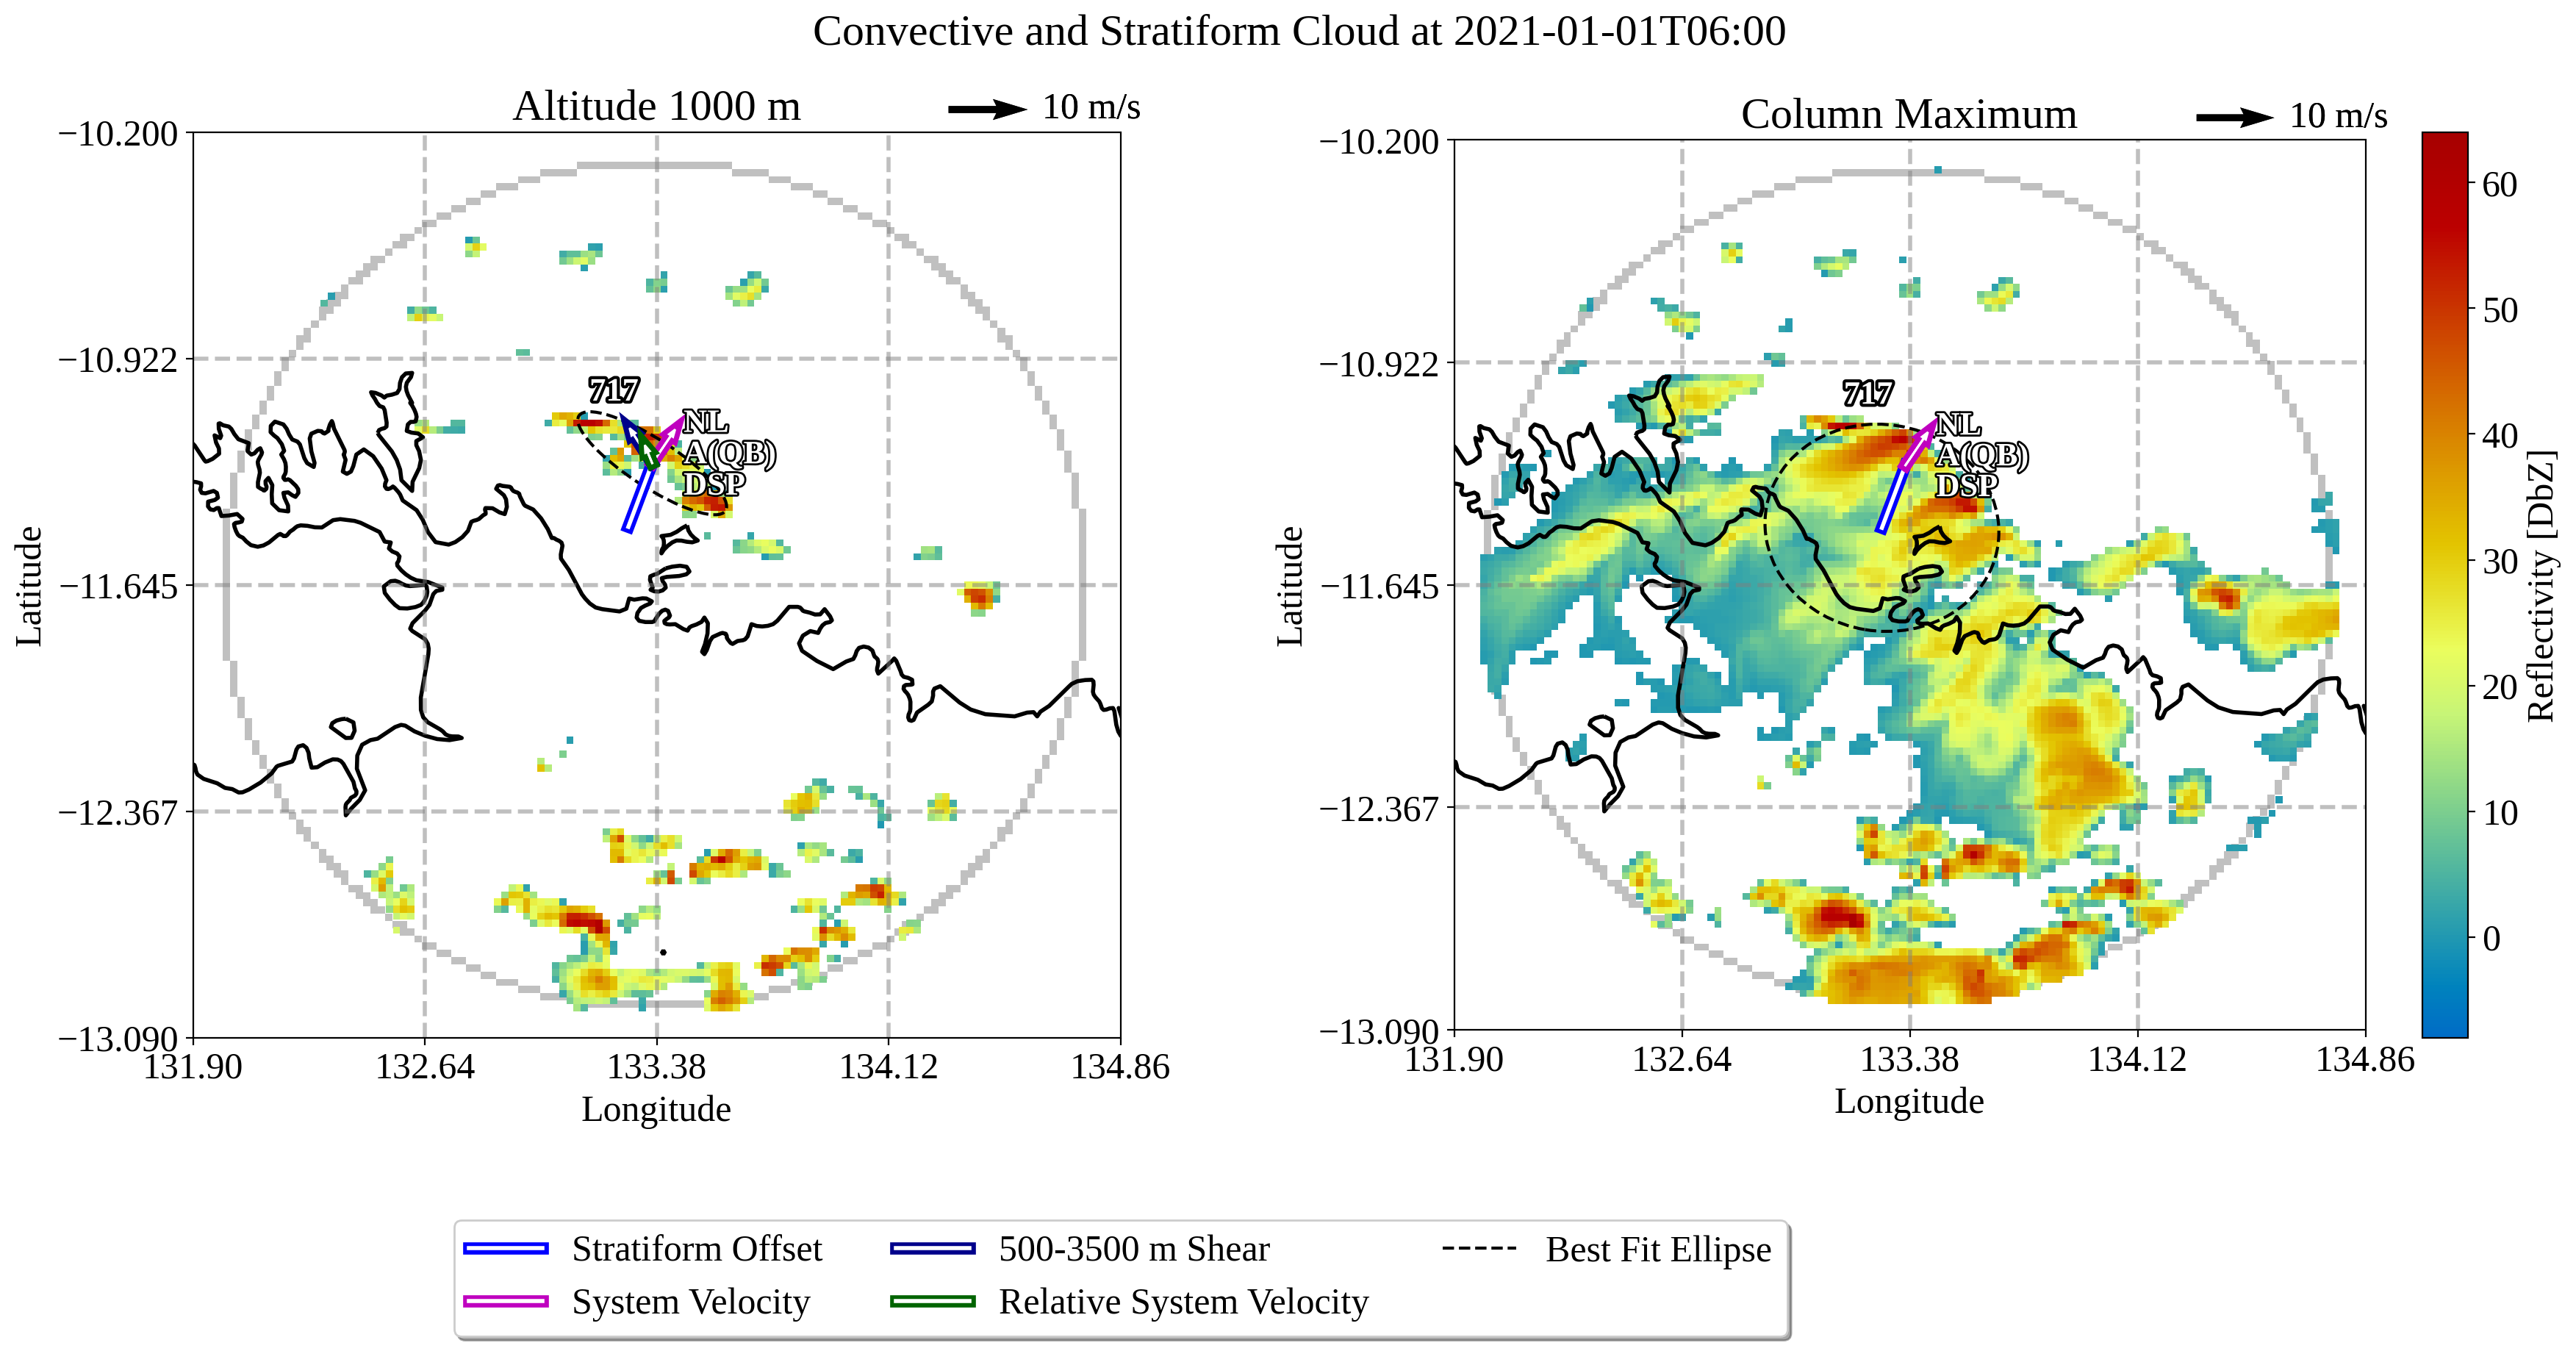 Convective and Stratiform Cloud at 2021-01-01T06:00
Altitude 1000 m
10 m/s
−10.200
−10.922
−11.645
−12.367
−13.090
Latitude
131.90
132.64
133.38
134.12
134.86
Longitude
717
NL
A(QB)
DSP
Column Maximum
10 m/s
−10.200
−10.922
−11.645
−12.367
−13.090
Latitude
131.90
132.64
133.38
134.12
134.86
Longitude
717
NL
A(QB)
DSP
60
50
40
30
20
10
0
Reflectivity [DbZ]
Stratiform Offset
System Velocity
500-3500 m Shear
Relative System Velocity
Best Fit Ellipse